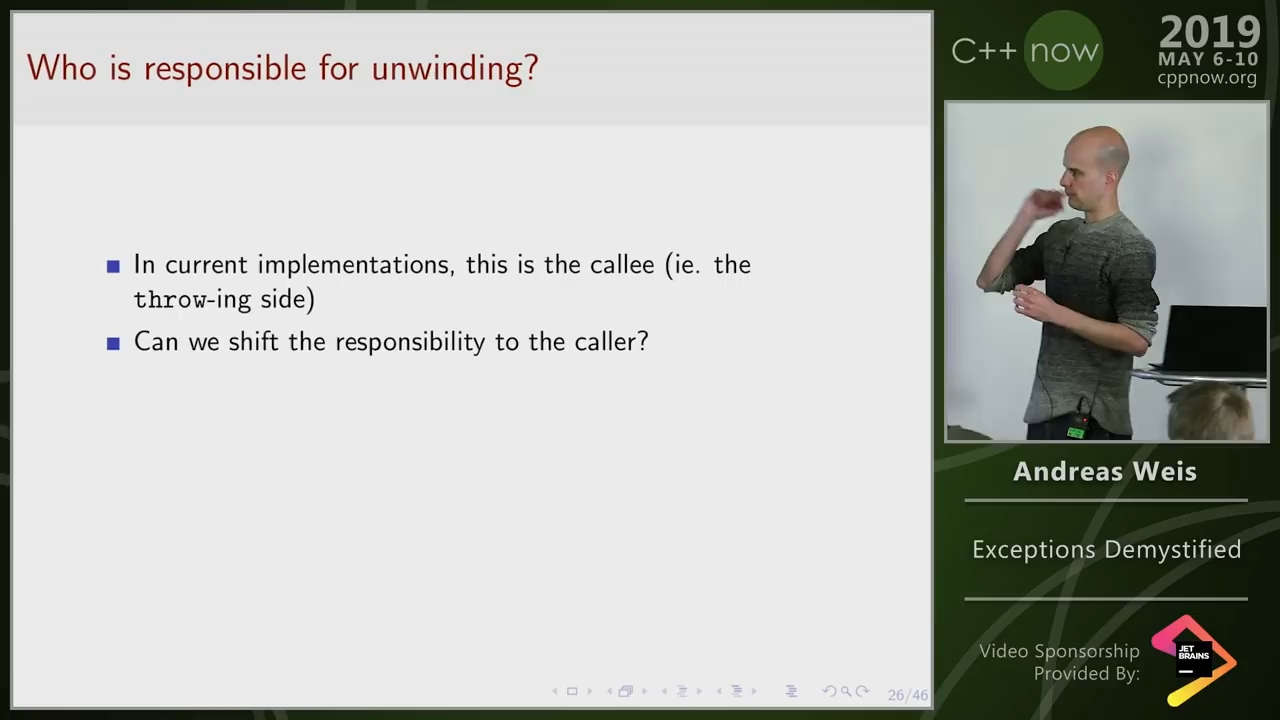 Who is responsible for unwinding?
In current implementations, this is the callee (ie. the
throw-ing side)
Can we shift the responsibility to the caller?
26/46
C++ now
2019
MAY 6-10
cppnow.org
Andreas Weis
Exceptions Demystified
Video Sponsorship
Provided By:
JET
BRAINS